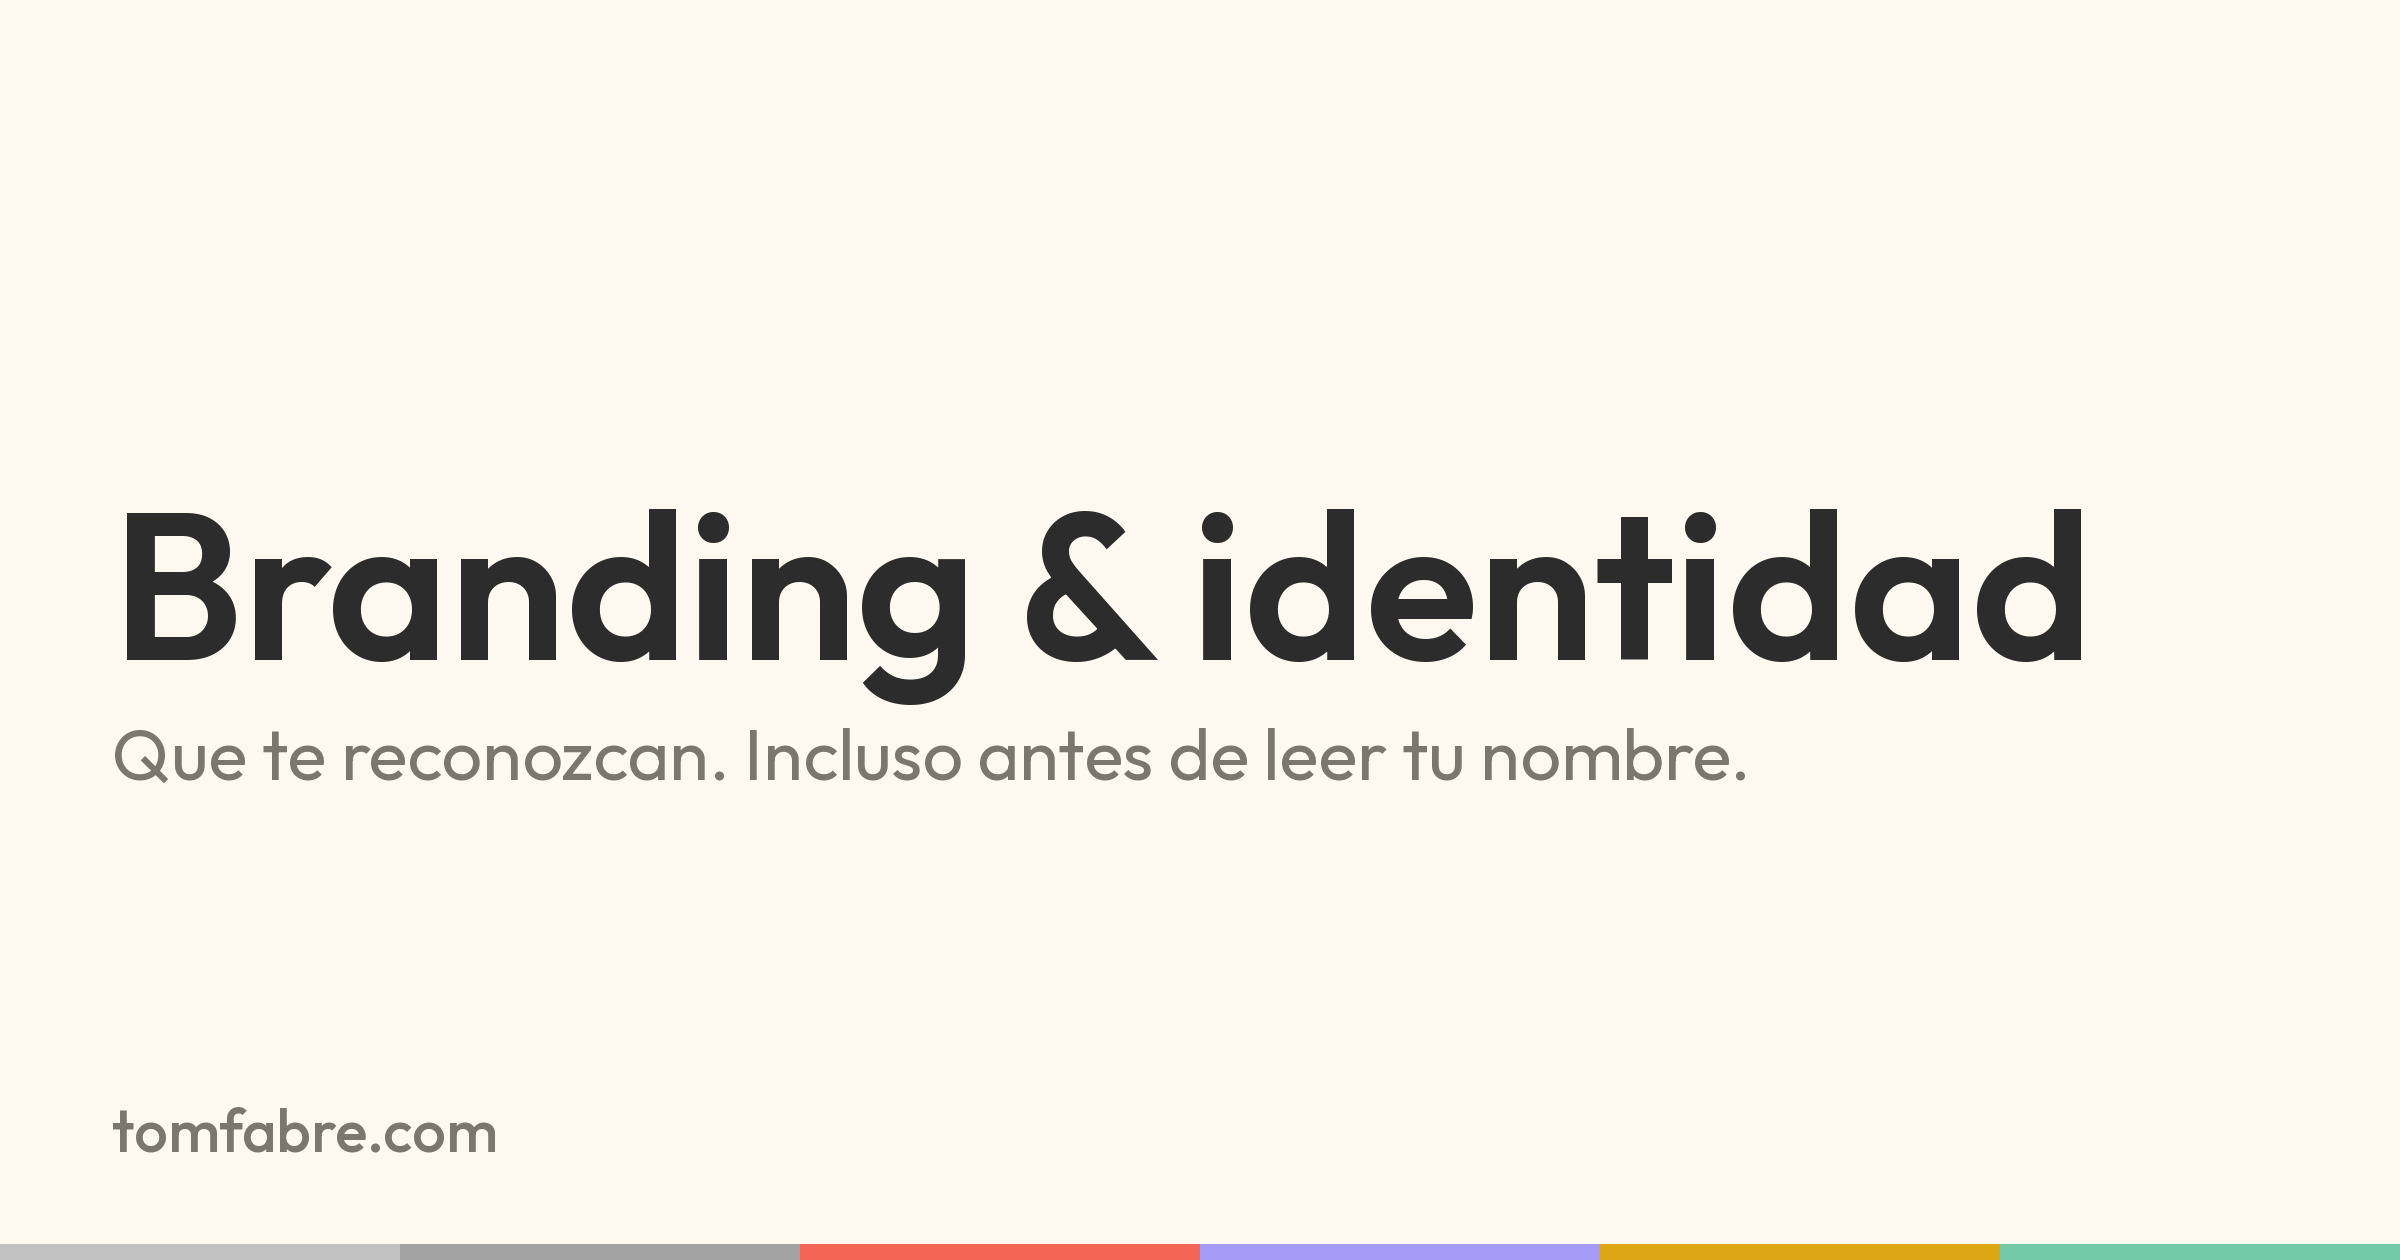 Branding & identidad
Que te reconozcan. Incluso antes de leer tu nombre.
tomfabre.com